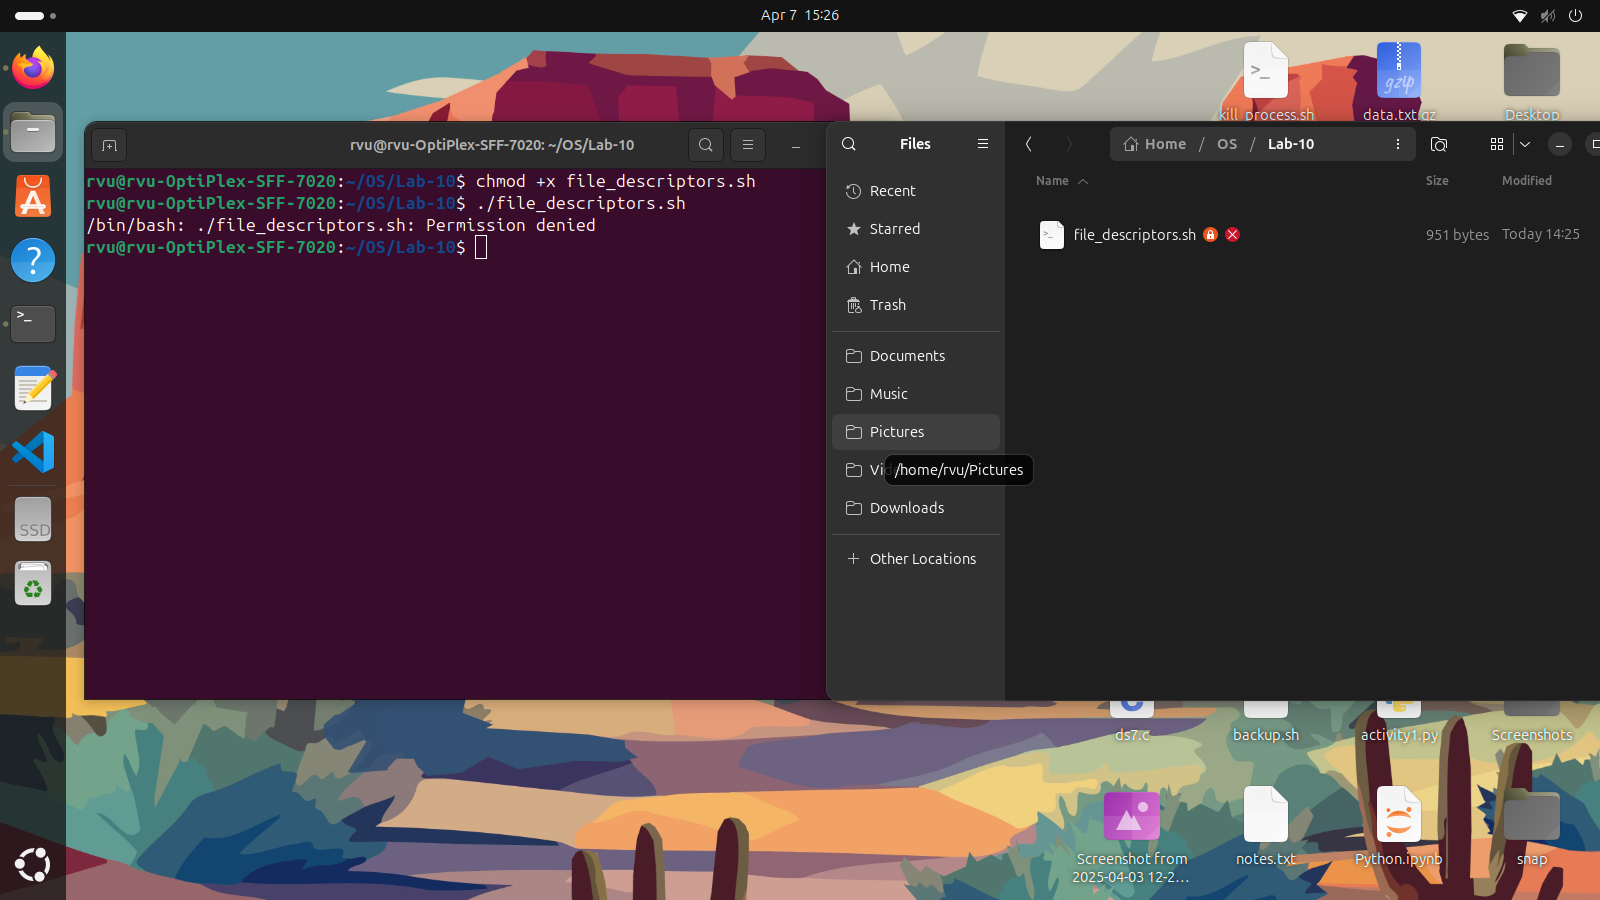 Apr 7 15:26
kill_process.sh
gzip
data.txt.gz
Desktop
rvu@rvu-OptiPlex-SFF-7020: ~/OS/Lab-10
rvu@rvu-OptiPlex-SFF-7020:~/OS/Lab-10$ chmod +x file_descriptors.sh
rvu@rvu-OptiPlex-SFF-7020:~/OS/Lab-10$ ./file_descriptors.sh
/bin/bash: ./file_descriptors.sh: Permission denied
rvu@rvu-OptiPlex-SFF-7020:~/OS/Lab-10$
Files
Home / OS / Lab-10
Recent
Starred
Home
Trash
Documents
Music
Pictures
/home/rvu/Pictures
Downloads
Other Locations
Name
Size
Modified
file_descriptors.sh
951 bytes
Today 14:25
SSD
ds7.c
backup.sh
activity1.py
Screenshots
Screenshot from
2025-04-03 12-2...
notes.txt
Python.ipynb
snap